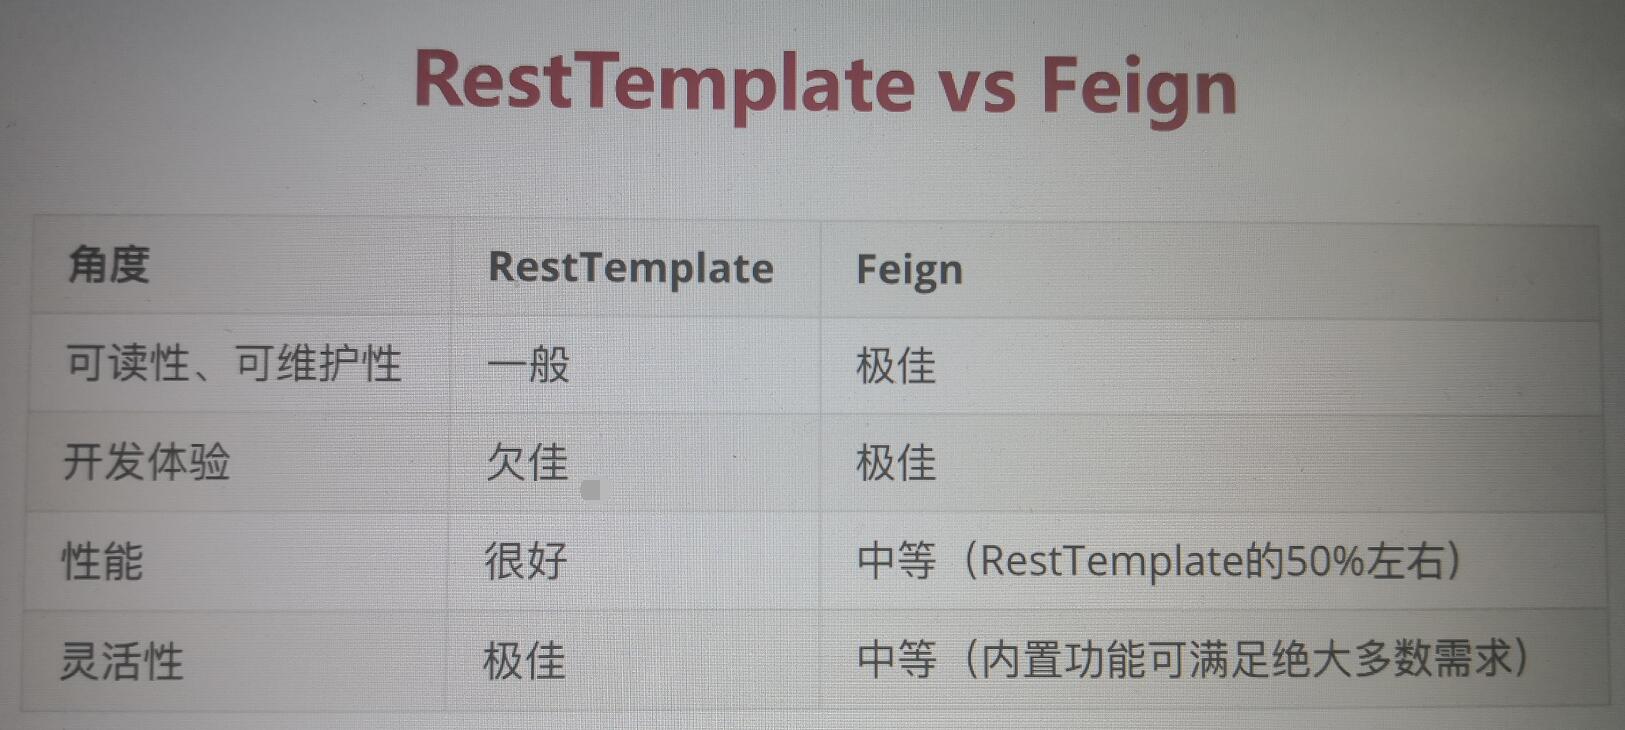 RestTemplate vs Feign
角度 RestTemplate Feign
可读性、可维护性 一般 极佳
开发体验 欠佳 极佳
性能 很好 中等（RestTemplate的50%左右）
灵活性 极佳 中等（内置功能可满足绝大多数需求）